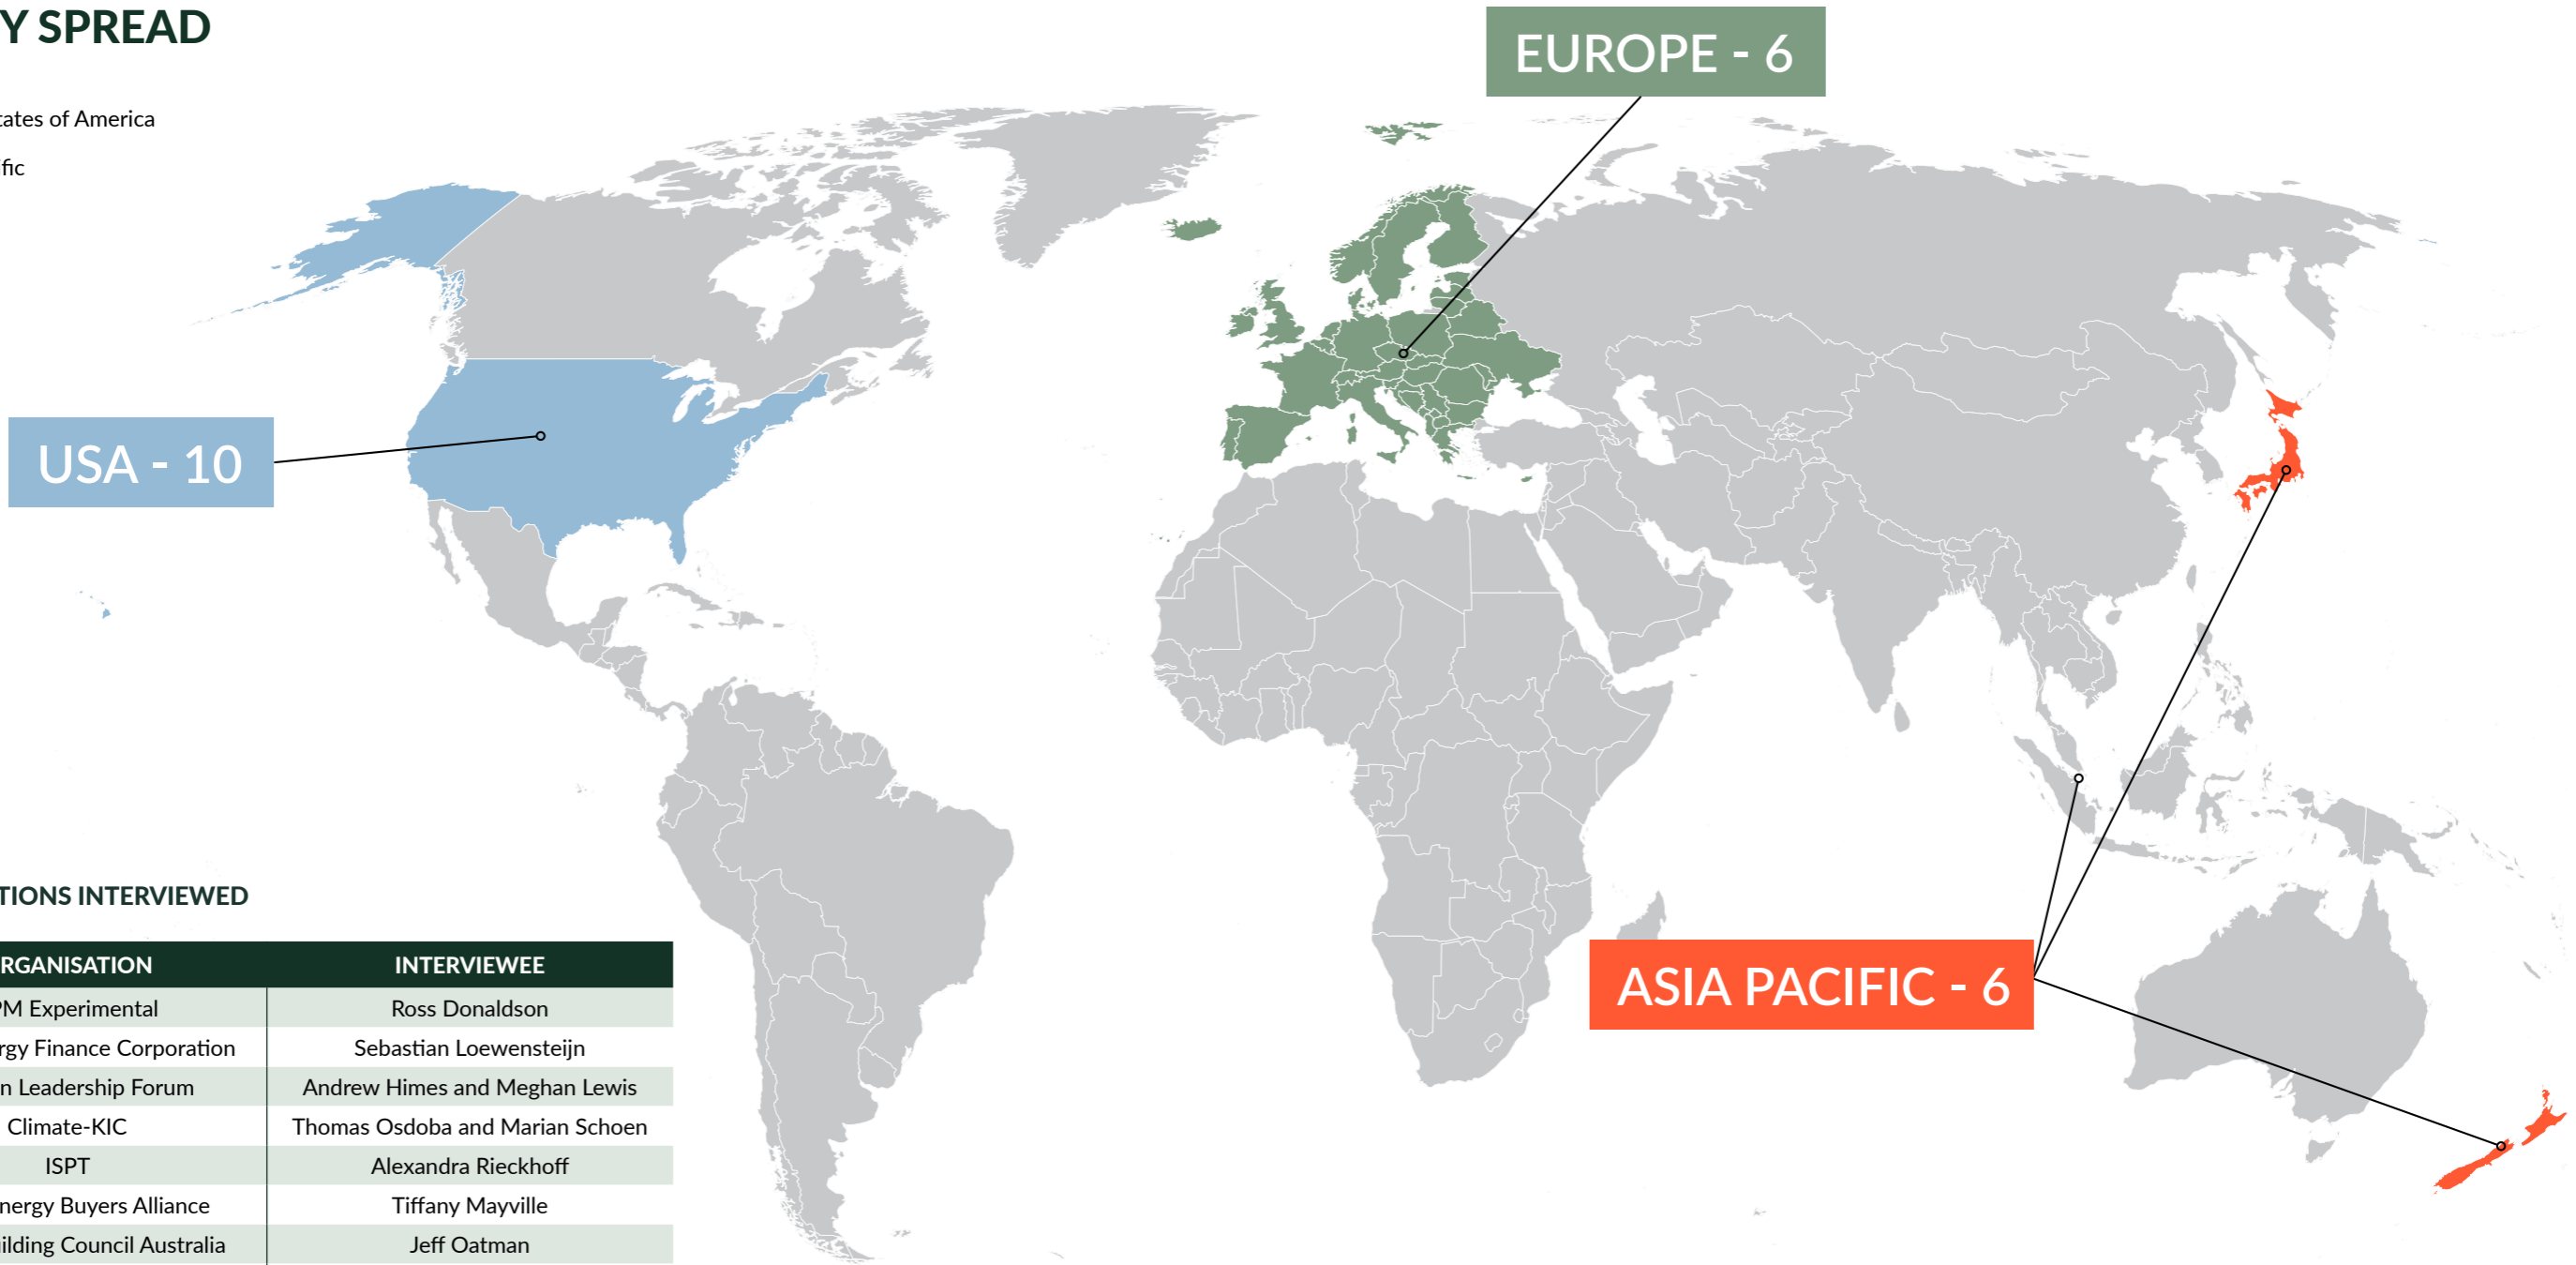 Y SPREAD
EUROPE - 6
tates of America
ific
USA - 10
TIONS INTERVIEWED
RGANISATION INTERVIEWEE
PM Experimental Ross Donaldson
rgy Finance Corporation Sebastian Loewensteijn
n Leadership Forum Andrew Himes and Meghan Lewis
Climate-KIC Thomas Osdoba and Marian Schoen
ISPT Alexandra Rieckhoff
nergy Buyers Alliance Tiffany Mayville
ilding Council Australia Jeff Oatman
ASIA PACIFIC - 6